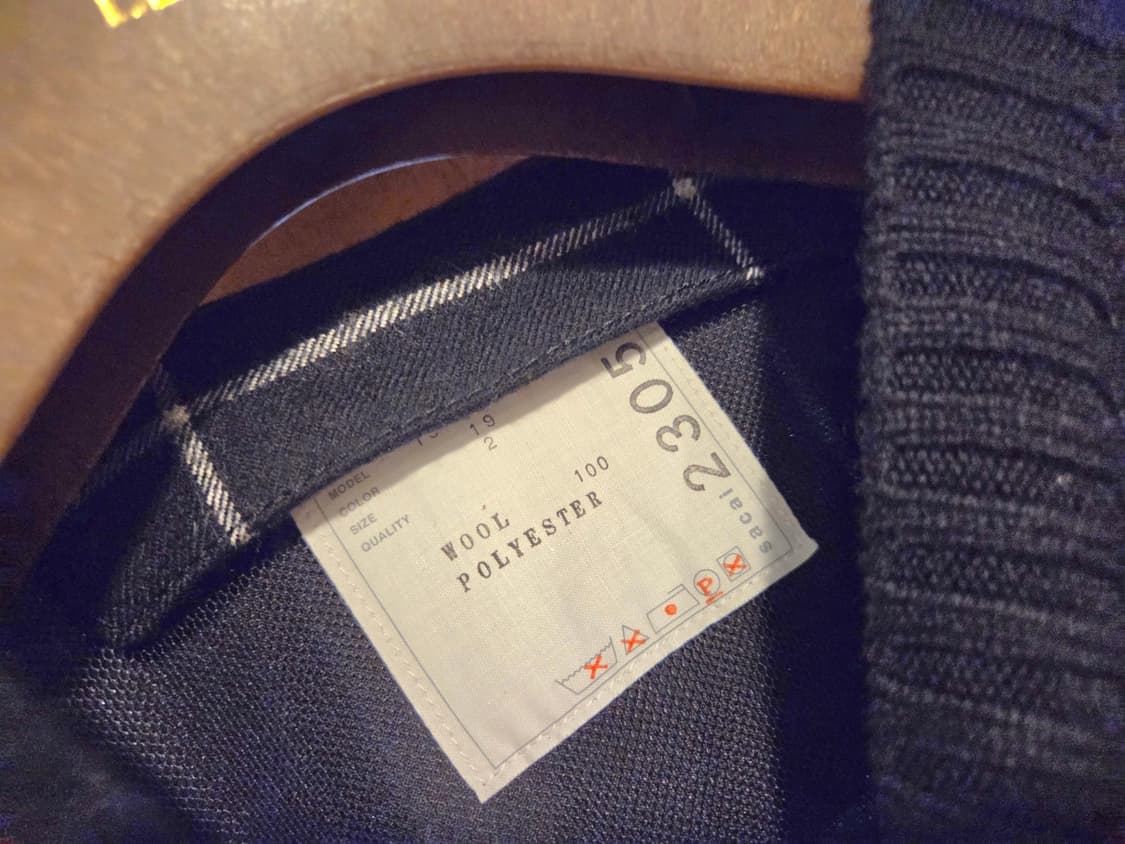 MODEL
COLOR 19
SIZE 2
QUALITY
WOOL 100
POLYESTER
P
sacai
2305